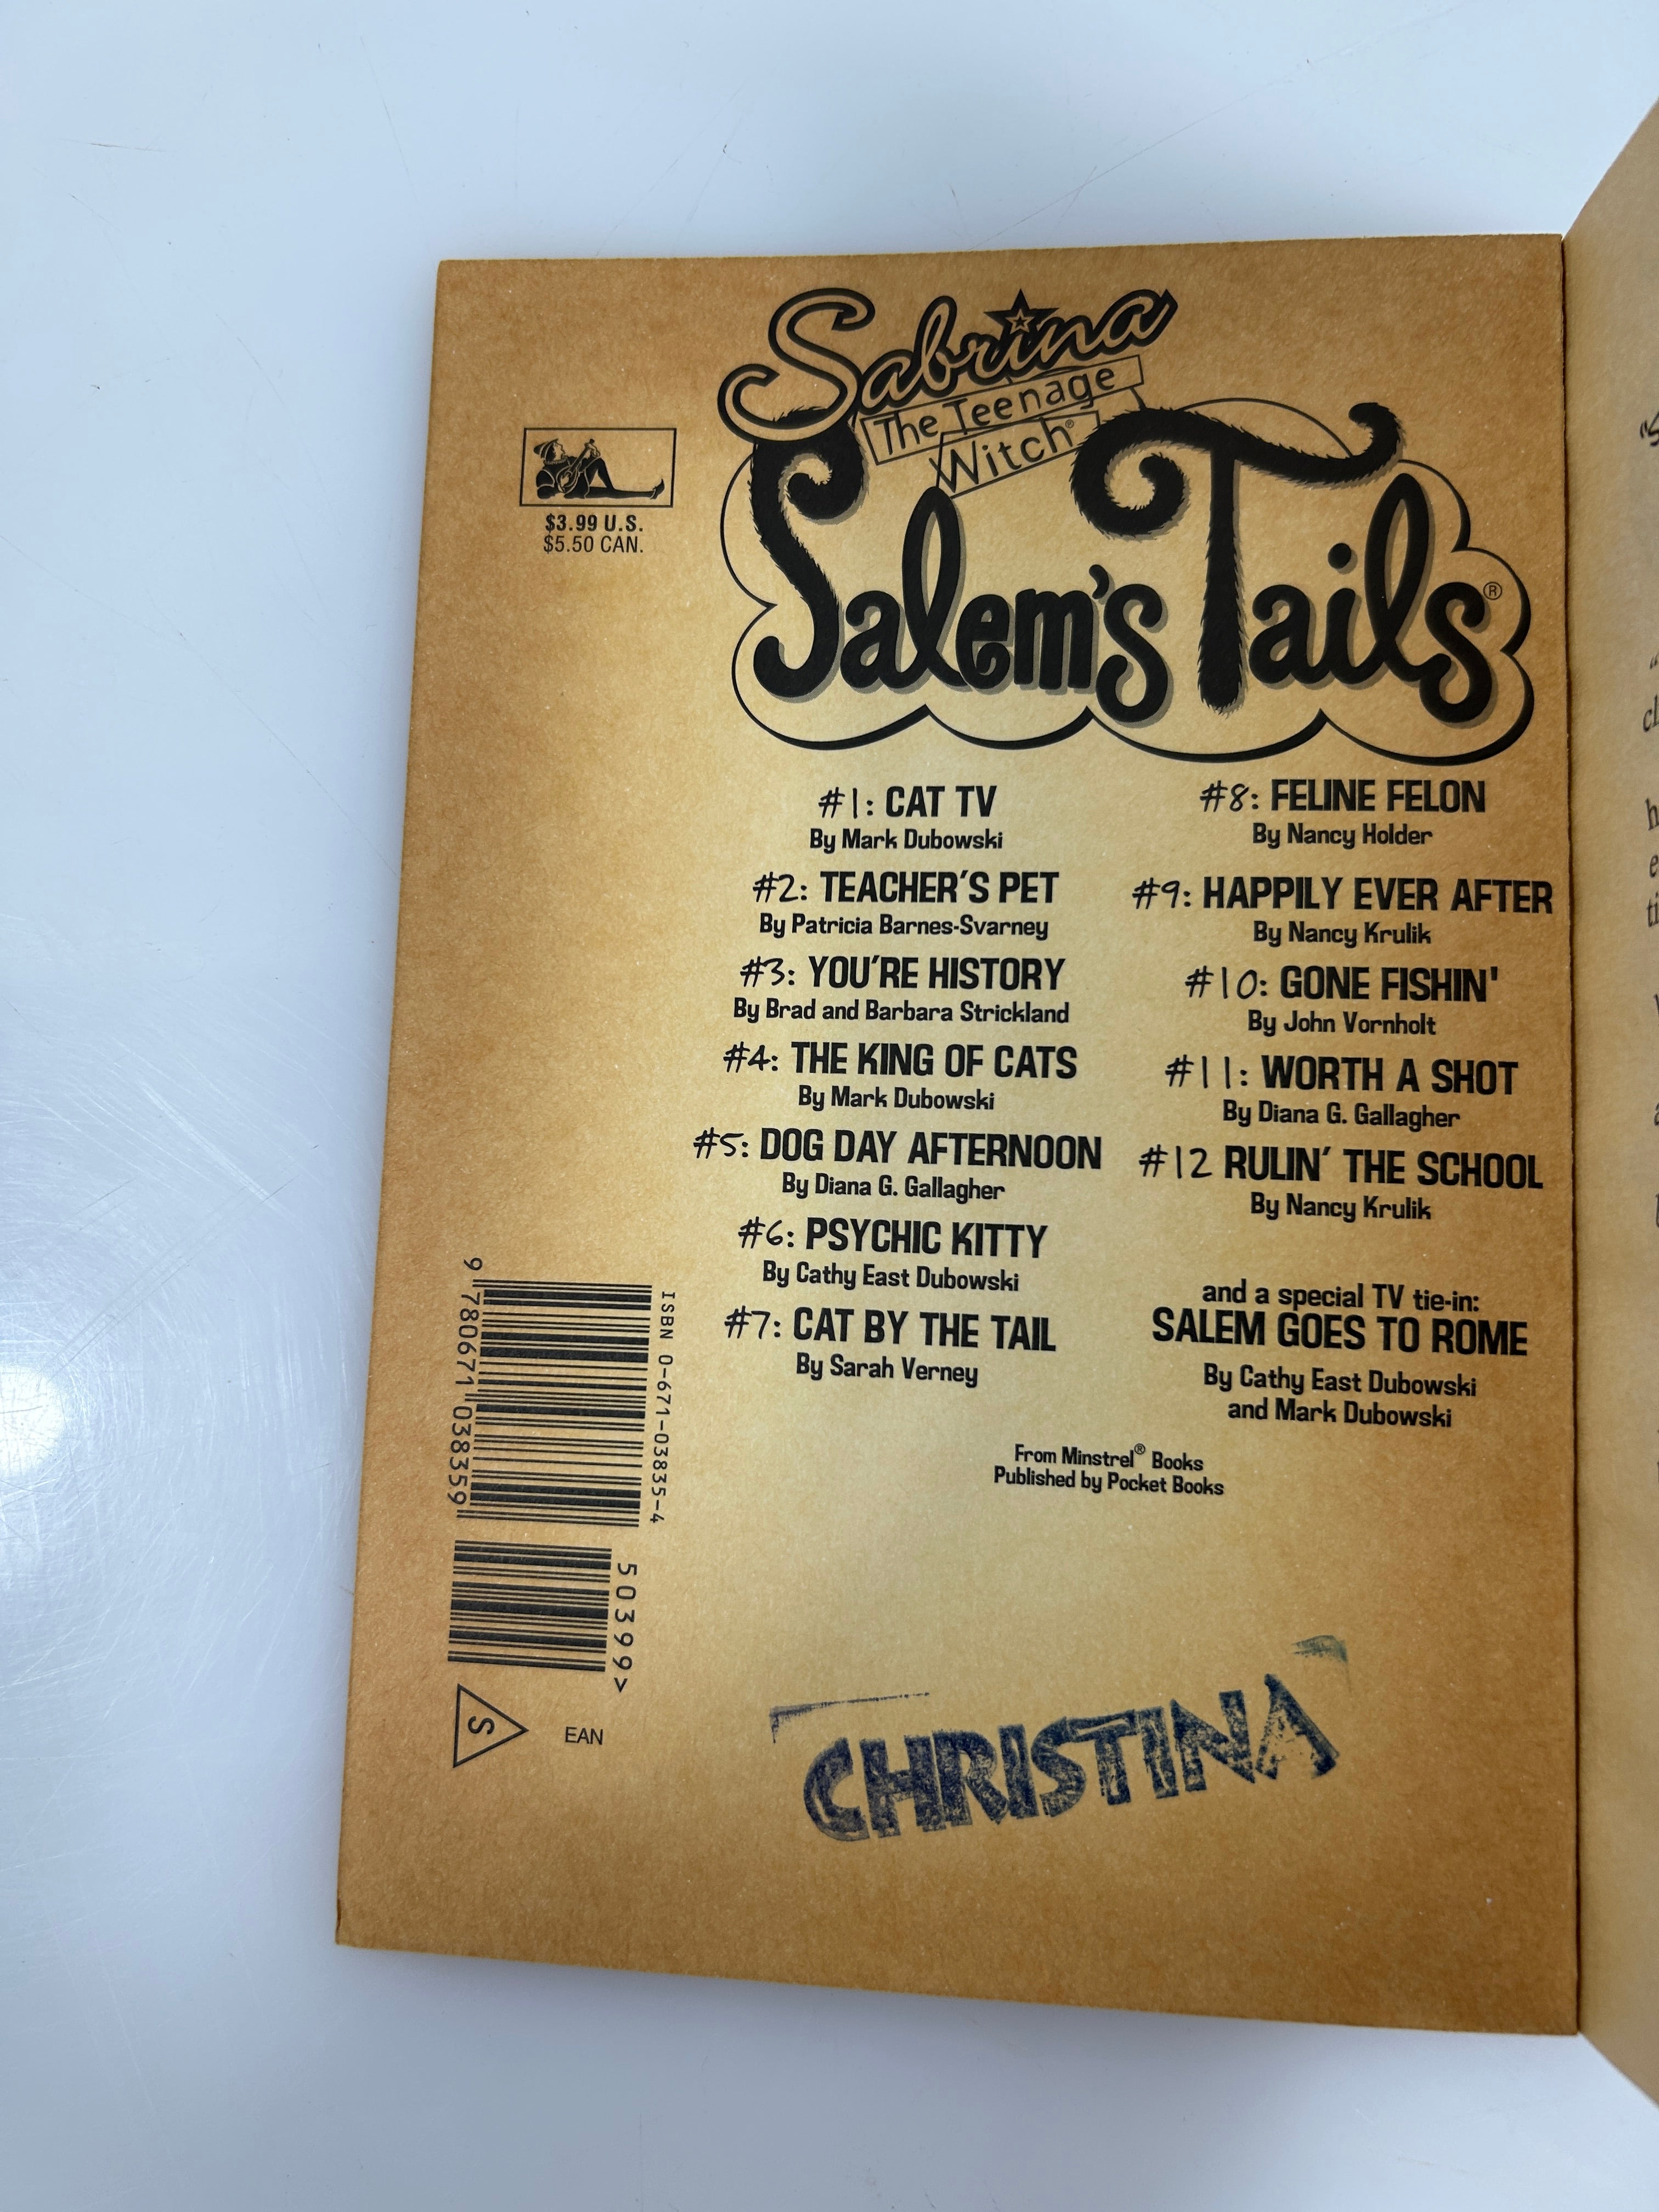 Sabrina
The Teenage
Witch®
Salem's Tails®
$3.99 U.S.
$5.50 CAN.
#1: CAT TV
By Mark Dubowski
#2: TEACHER'S PET
By Patricia Barnes-Svarney
#3: YOU'RE HISTORY
By Brad and Barbara Strickland
#4: THE KING OF CATS
By Mark Dubowski
#5: DOG DAY AFTERNOON
By Diana G. Gallagher
#6: PSYCHIC KITTY
By Cathy East Dubowski
#7: CAT BY THE TAIL
By Sarah Verney
#8: FELINE FELON
By Nancy Holder
#9: HAPPILY EVER AFTER
By Nancy Krulik
#10: GONE FISHIN'
By John Vornholt
#11: WORTH A SHOT
By Diana G. Gallagher
#12 RULIN' THE SCHOOL
By Nancy Krulik
and a special TV tie-in:
SALEM GOES TO ROME
By Cathy East Dubowski
and Mark Dubowski
From Minstrel® Books
Published by Pocket Books
ISBN 0-671-03835-4
9 780671 038359
50399>
S
EAN
CHRISTINA